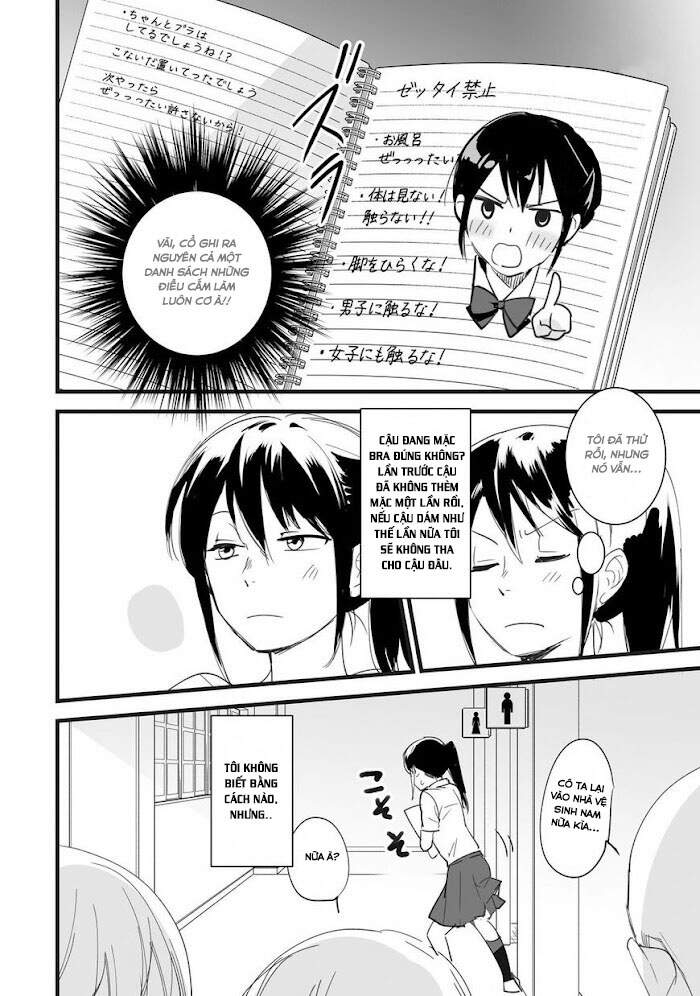 ・ちゃんとブラは
してるでしょうね!?
こないだ置いてったでしょう
次やったら
ぜっっったい許さないから!
ゼッタイ禁止
・お風呂
ぜっっったい
・体は見ない!
触らない!!
・脚をひらくな!
・男子に触るな!
・女子にも触るな!
VÃI, CỔ GHI RA
NGUYÊN CẢ MỘT
DANH SÁCH NHỮNG
ĐIỀU CẤM LÀM
LUÔN CƠ À!!
CẬU ĐANG MẶC
BRA ĐÚNG KHÔNG?
LẦN TRƯỚC CẬU
ĐÃ KHÔNG THÈM
MẶC MỘT LẦN RỒI,
NẾU CẬU DÁM NHƯ
THẾ LẦN NỮA TÔI
SẼ KHÔNG THA
CHO CẬU ĐÂU.
TÔI ĐÃ THỬ
RỒI, NHƯNG
NÓ VẪN...
TÔI KHÔNG
BIẾT BẰNG
CÁCH NÀO,
NHƯNG..
NỮA À?
こそこそ
CÔ TA LẠI
VÀO NHÀ VỆ
SINH NAM
NỮA KÌA...